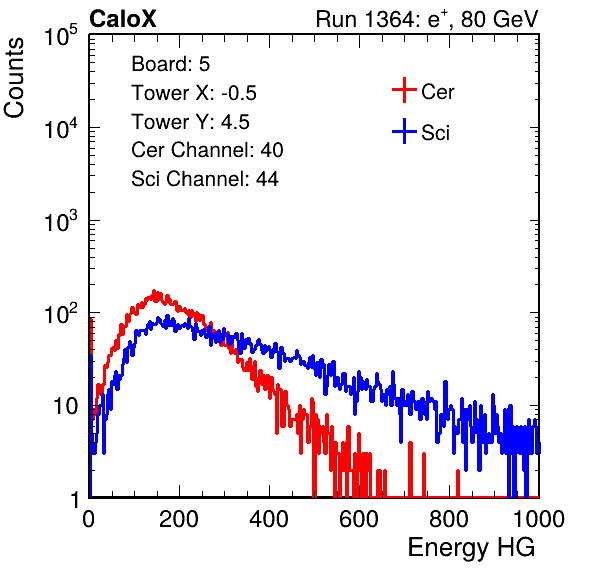 CaloX Run 1364: e⁺, 80 GeV
Counts
10⁵
10⁴
10³
10²
10
1
Board: 5
Tower X: -0.5
Tower Y: 4.5
Cer Channel: 40
Sci Channel: 44
Cer
Sci
0 200 400 600 800 1000
Energy HG